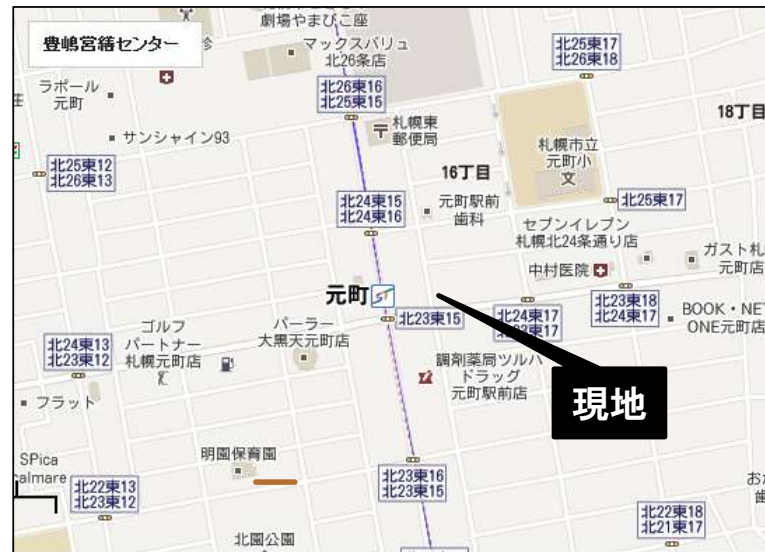 劇場やまびこ座
豊嶋営繕センター
診
マックスバリュ
北26条店
北25東17
北26東18
ラポール
元町
荘
北26東16
北25東15
18丁目
札幌東
郵便局
サンシャイン93
札幌市立
元町小
文
16丁目
北25東12
北26東13
北24東15
北24東16
元町駅前
歯科
北25東17
セブンイレブン
札幌北24条通り店
ガスト札
元町店
中村医院
元町
北23東15
北24東17
北23東17
北23東18
北24東17
BOOK・NET
ONE元町店
ゴルフ
パートナー
札幌元町店
パーラー
大黒天元町店
北24東13
北23東12
調剤薬局ツルハ
ドラッグ
元町駅前店
現地
フラット
明園保育園
SPica
calmare
北23東16
北23東15
北22東13
北23東12
北22東18
北21東17
北園公園